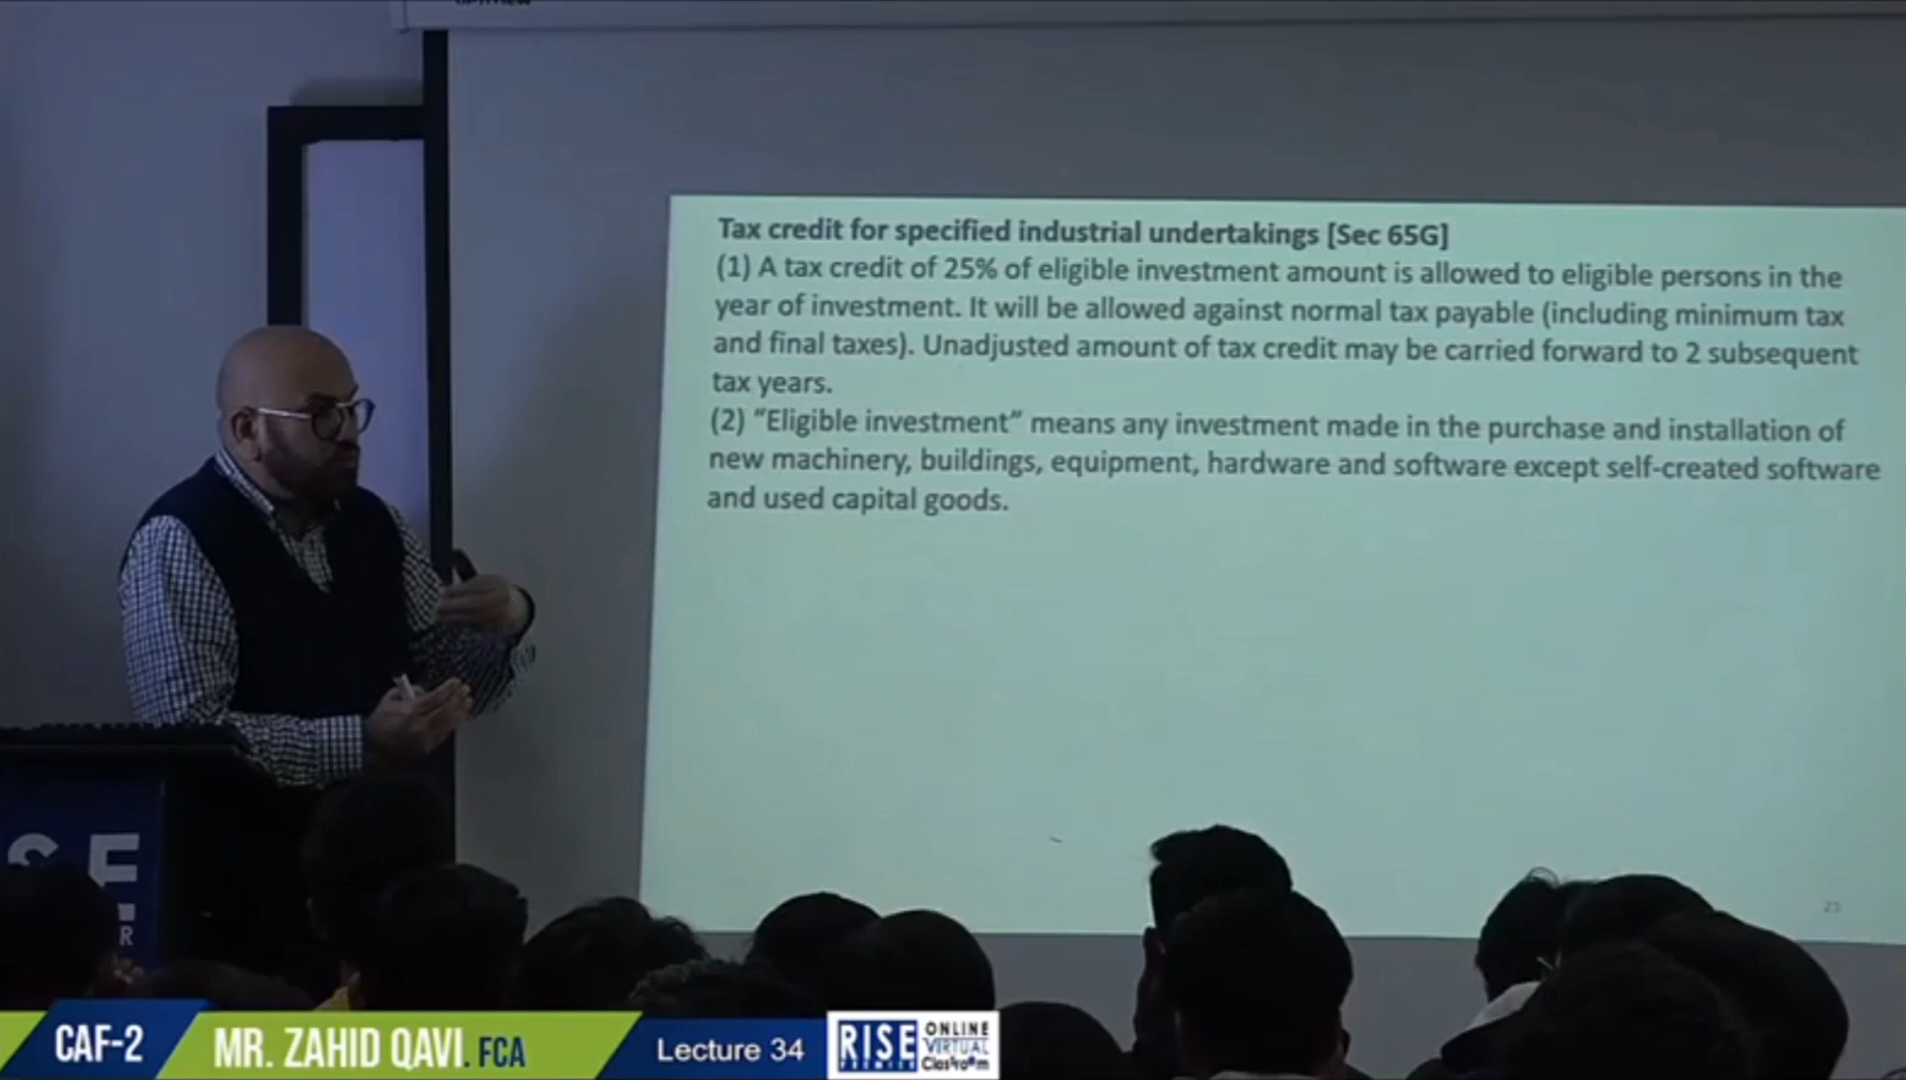 Tax credit for specified industrial undertakings [Sec 65G]
(1) A tax credit of 25% of eligible investment amount is allowed to eligible persons in the
year of investment. It will be allowed against normal tax payable (including minimum tax
and final taxes). Unadjusted amount of tax credit may be carried forward to 2 subsequent
tax years.
(2) “Eligible investment” means any investment made in the purchase and installation of
new machinery, buildings, equipment, hardware and software except self-created software
and used capital goods.
S E
R
CAF-2
MR. ZAHID QAVI. FCA
Lecture 34
RISE
PREMIER
ONLINE
VIRTUAL
Classroom